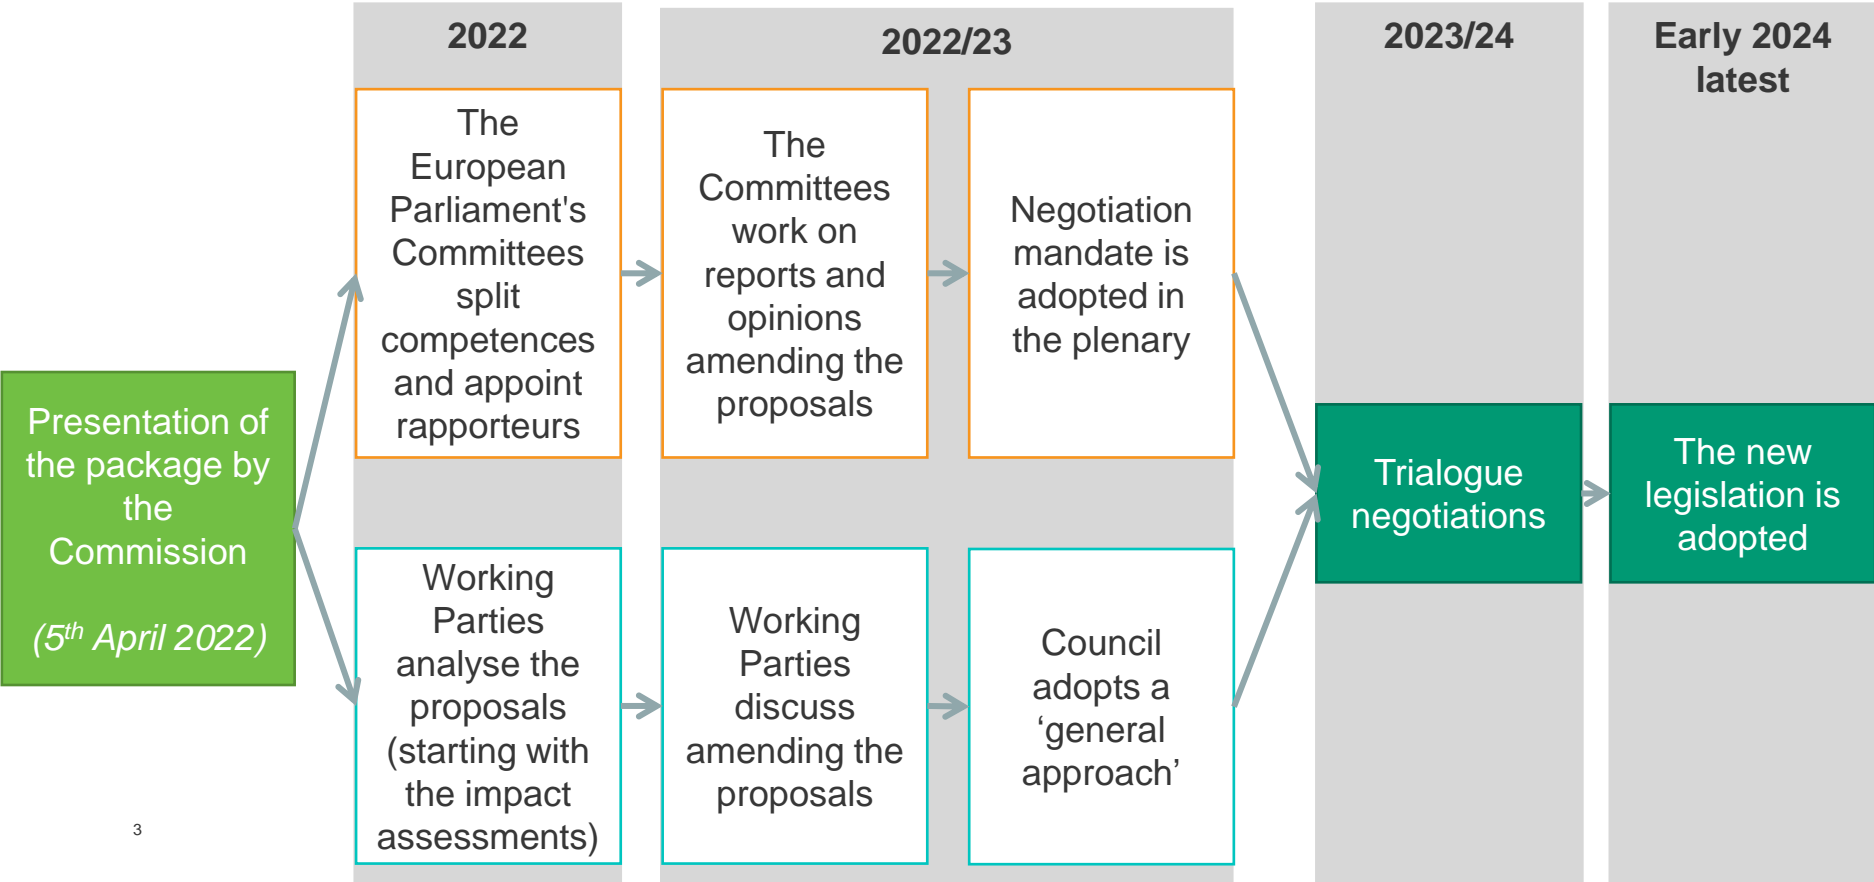 2022
2022/23
2023/24
Early 2024
latest
Presentation of
the package by
the
Commission
(5th April 2022)
The
European
Parliament's
Committees
split
competences
and appoint
rapporteurs
The
Committees
work on
reports and
opinions
amending the
proposals
Negotiation
mandate is
adopted in
the plenary
Working
Parties
analyse the
proposals
(starting with
the impact
assessments)
Working
Parties
discuss
amending the
proposals
Council
adopts a
‘general
approach’
Trialogue
negotiations
The new
legislation is
adopted
3